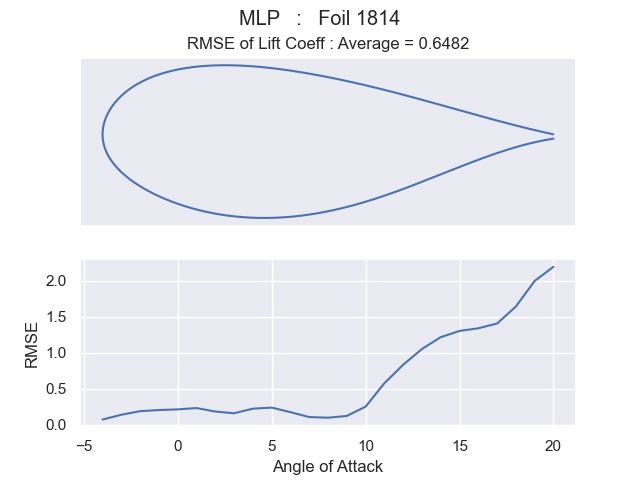 MLP : Foil 1814
RMSE of Lift Coeff : Average = 0.6482
2.0
1.5
1.0
0.5
0.0
RMSE
−5 0 5 10 15 20
Angle of Attack